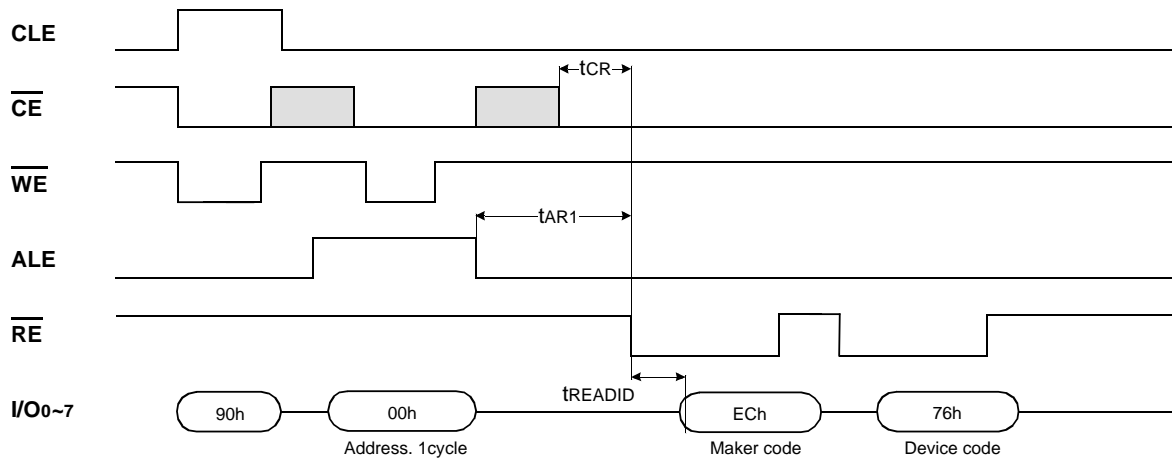 CLE
tCR
CE
WE
tAR1
ALE
RE
tREADID
I/O0~7
90h
00h
ECh
76h
Address. 1cycle
Maker code
Device code